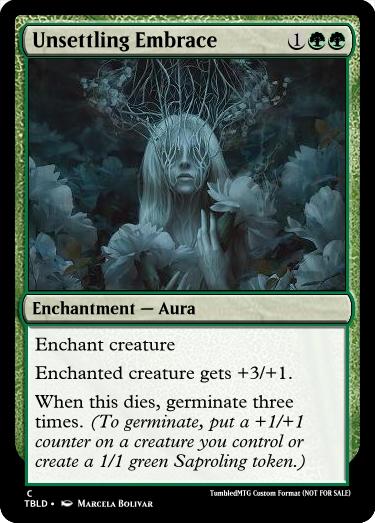 Unsettling Embrace 1
Enchantment — Aura
Enchant creature
Enchanted creature gets +3/+1.
When this dies, germinate three
times. (To germinate, put a +1/+1
counter on a creature you control or
create a 1/1 green Saproling token.)
C
TBLD • Marcela Bolivar
TumbledMTG Custom Format (NOT FOR SALE)